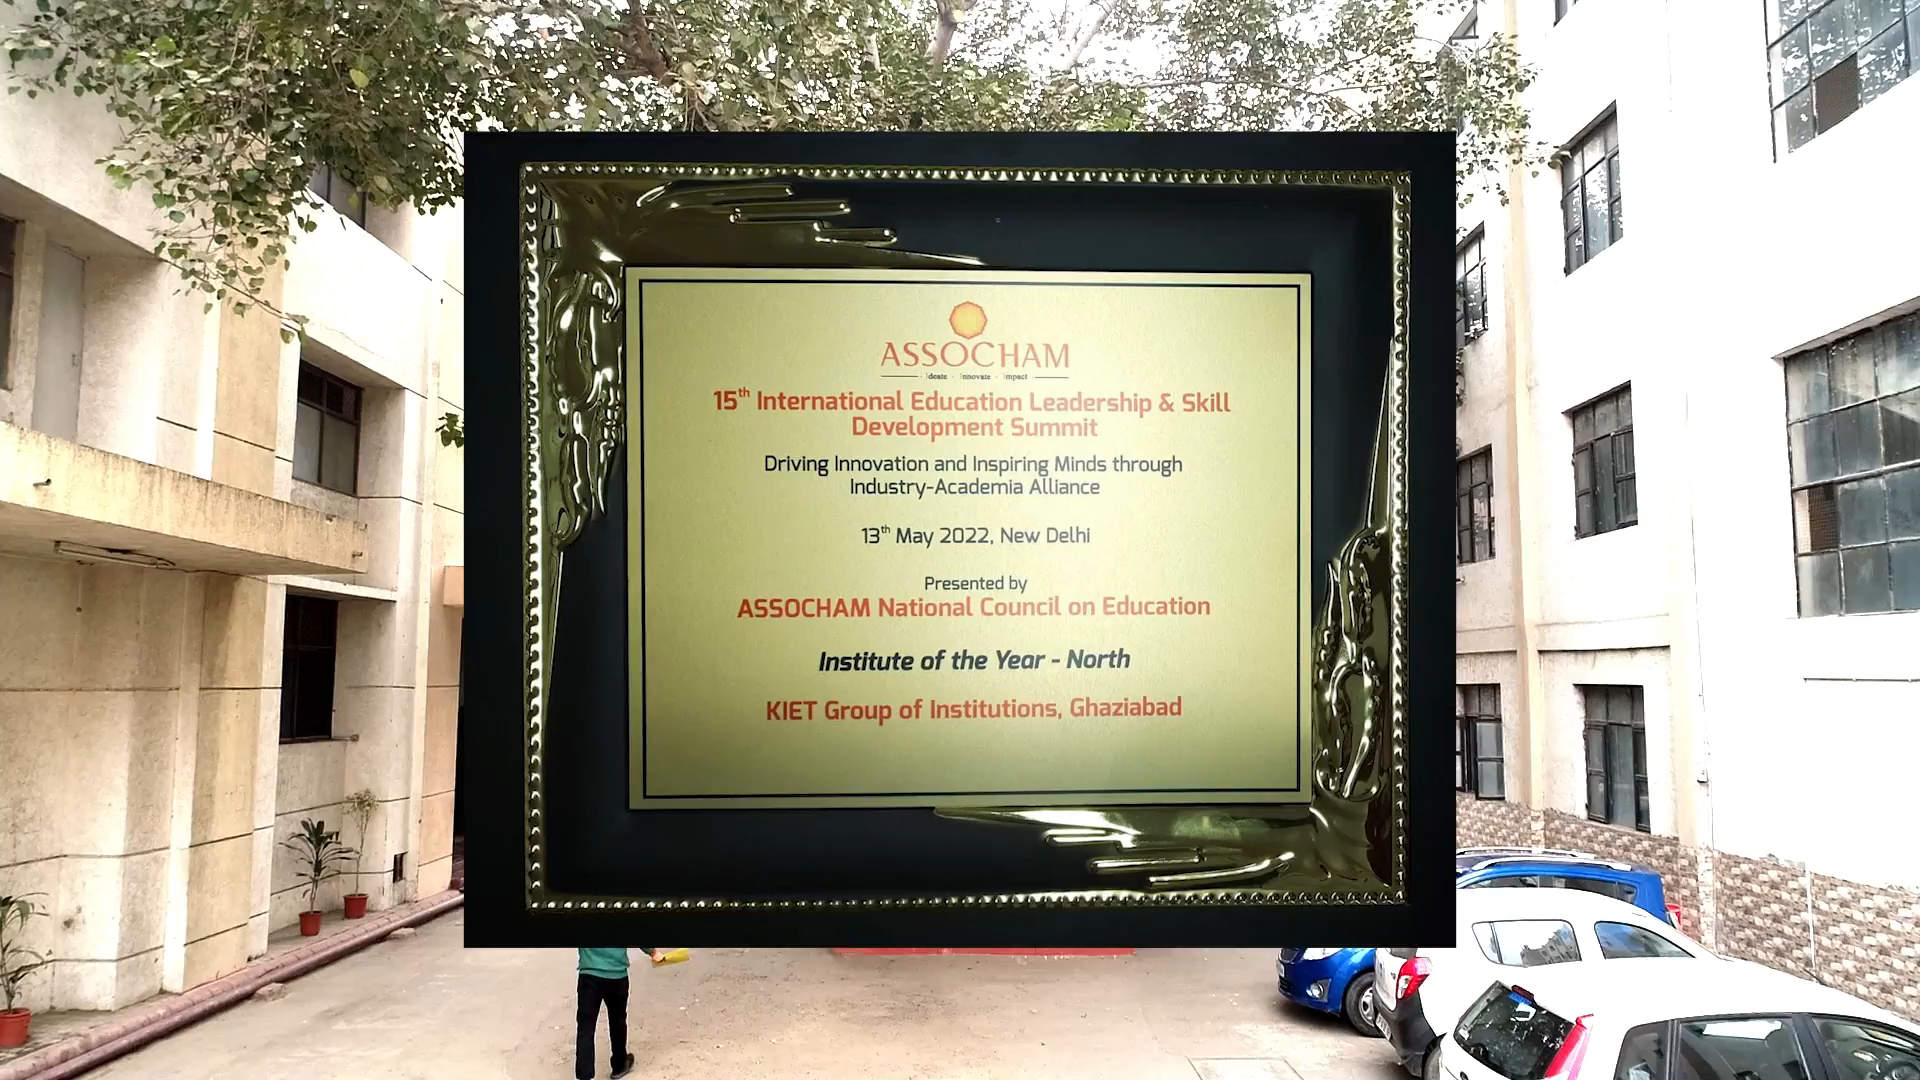 ASSOCHAM
Ideate · Innovate · Impact
15th International Education Leadership & Skill
Development Summit
Driving Innovation and Inspiring Minds through
Industry-Academia Alliance
13th May 2022, New Delhi
Presented by
ASSOCHAM National Council on Education
Institute of the Year - North
KIET Group of Institutions, Ghaziabad